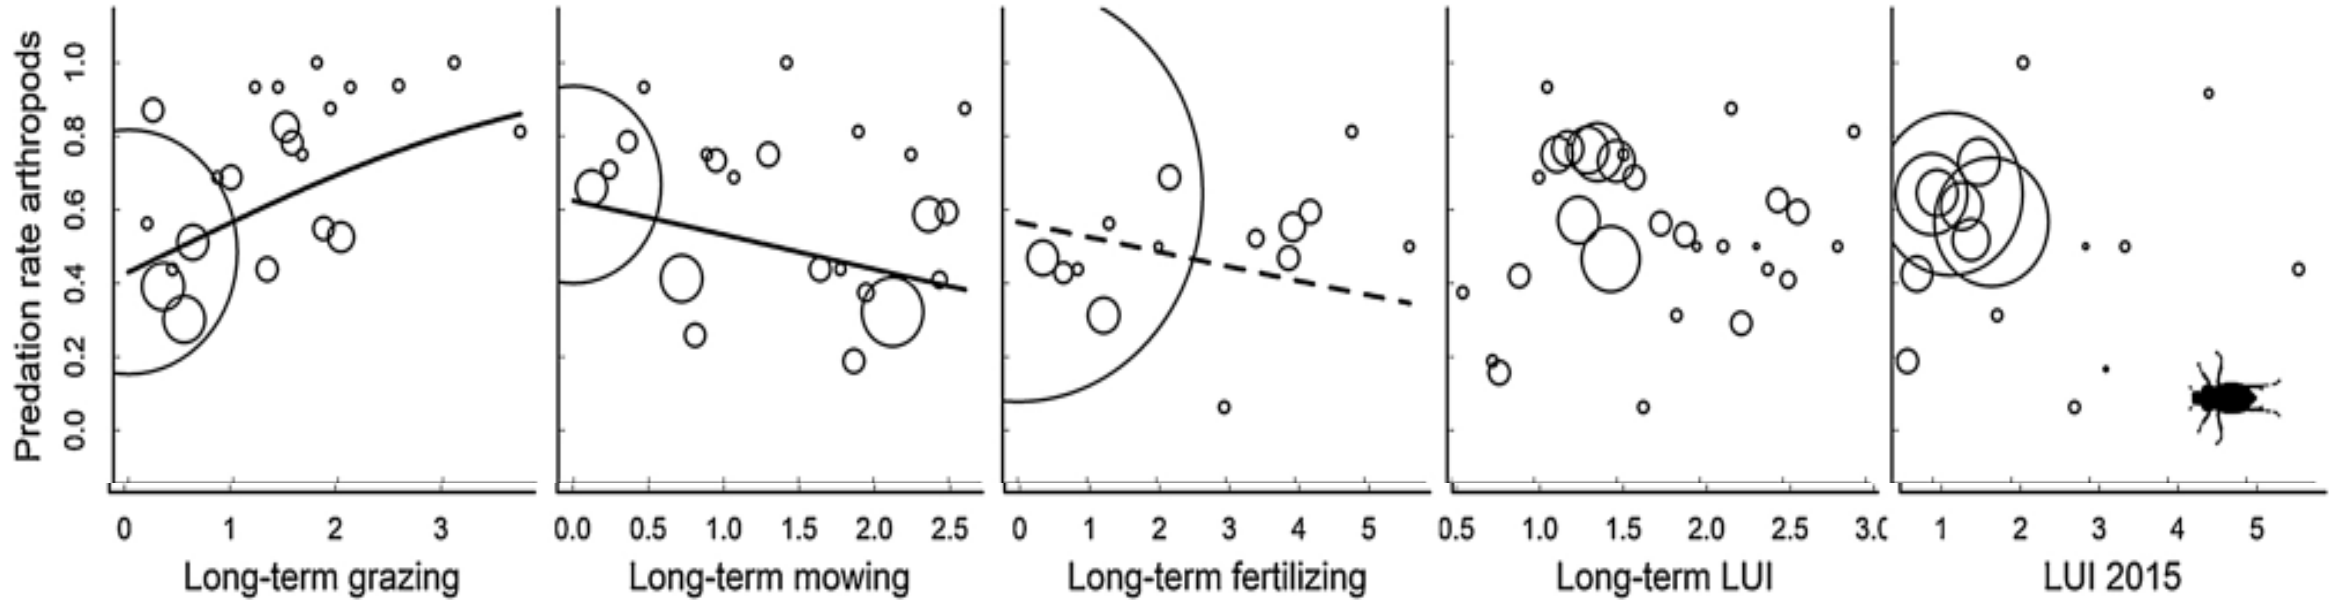 Predation rate arthropods
1.0
0.8
0.6
0.4
0.2
0.0
0 1 2 3
Long-term grazing
0.0 0.5 1.0 1.5 2.0 2.5
Long-term mowing
0 1 2 3 4 5
Long-term fertilizing
0.5 1.0 1.5 2.0 2.5 3.0
Long-term LUI
1 2 3 4 5
LUI 2015